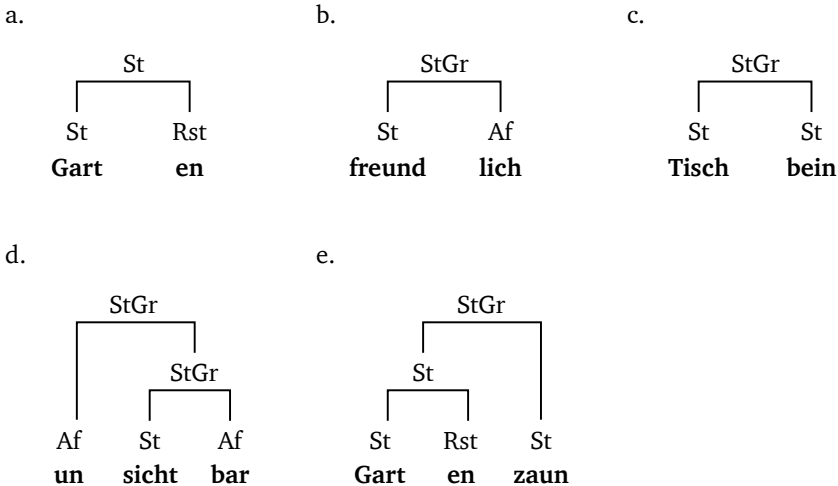 a. b. c.
St StGr StGr
St Rst St Af St St
Gart en freund lich Tisch bein
d. e.
StGr StGr
StGr St
Af St Af St Rst St
un sicht bar Gart en zaun